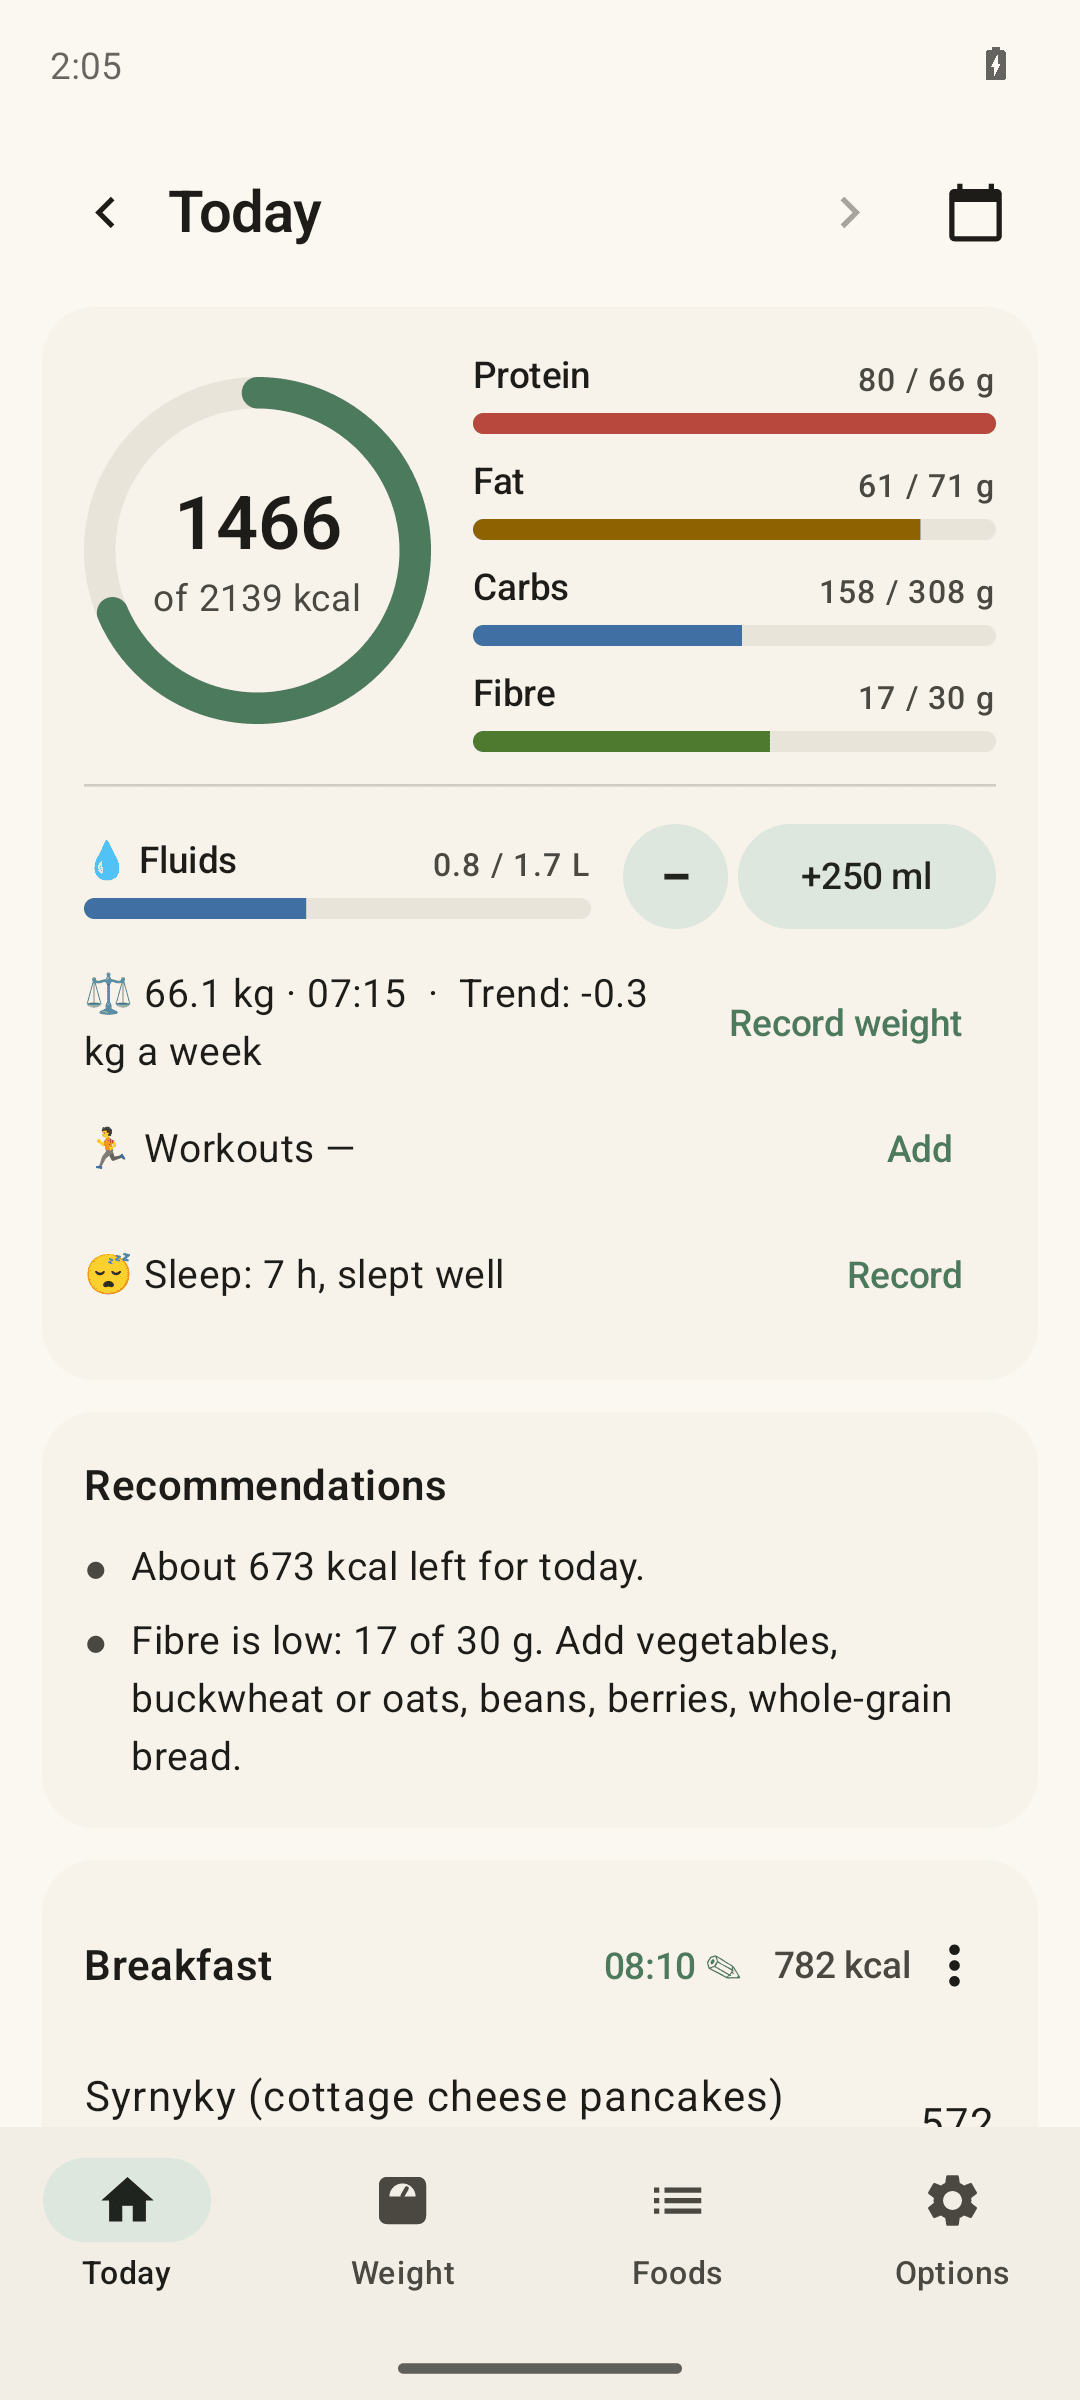 2:05
Today
1466
of 2139 kcal
Protein 80 / 66 g
Fat 61 / 71 g
Carbs 158 / 308 g
Fibre 17 / 30 g
💧 Fluids 0.8 / 1.7 L
−
+250 ml
⚖️ 66.1 kg · 07:15 · Trend: -0.3
kg a week
Record weight
🏃 Workouts — Add
😴 Sleep: 7 h, slept well Record
Recommendations
● About 673 kcal left for today.
● Fibre is low: 17 of 30 g. Add vegetables,
buckwheat or oats, beans, berries, whole-grain
bread.
Breakfast 08:10 ✎ 782 kcal
Syrnyky (cottage cheese pancakes)
572
Today
Weight
Foods
Options